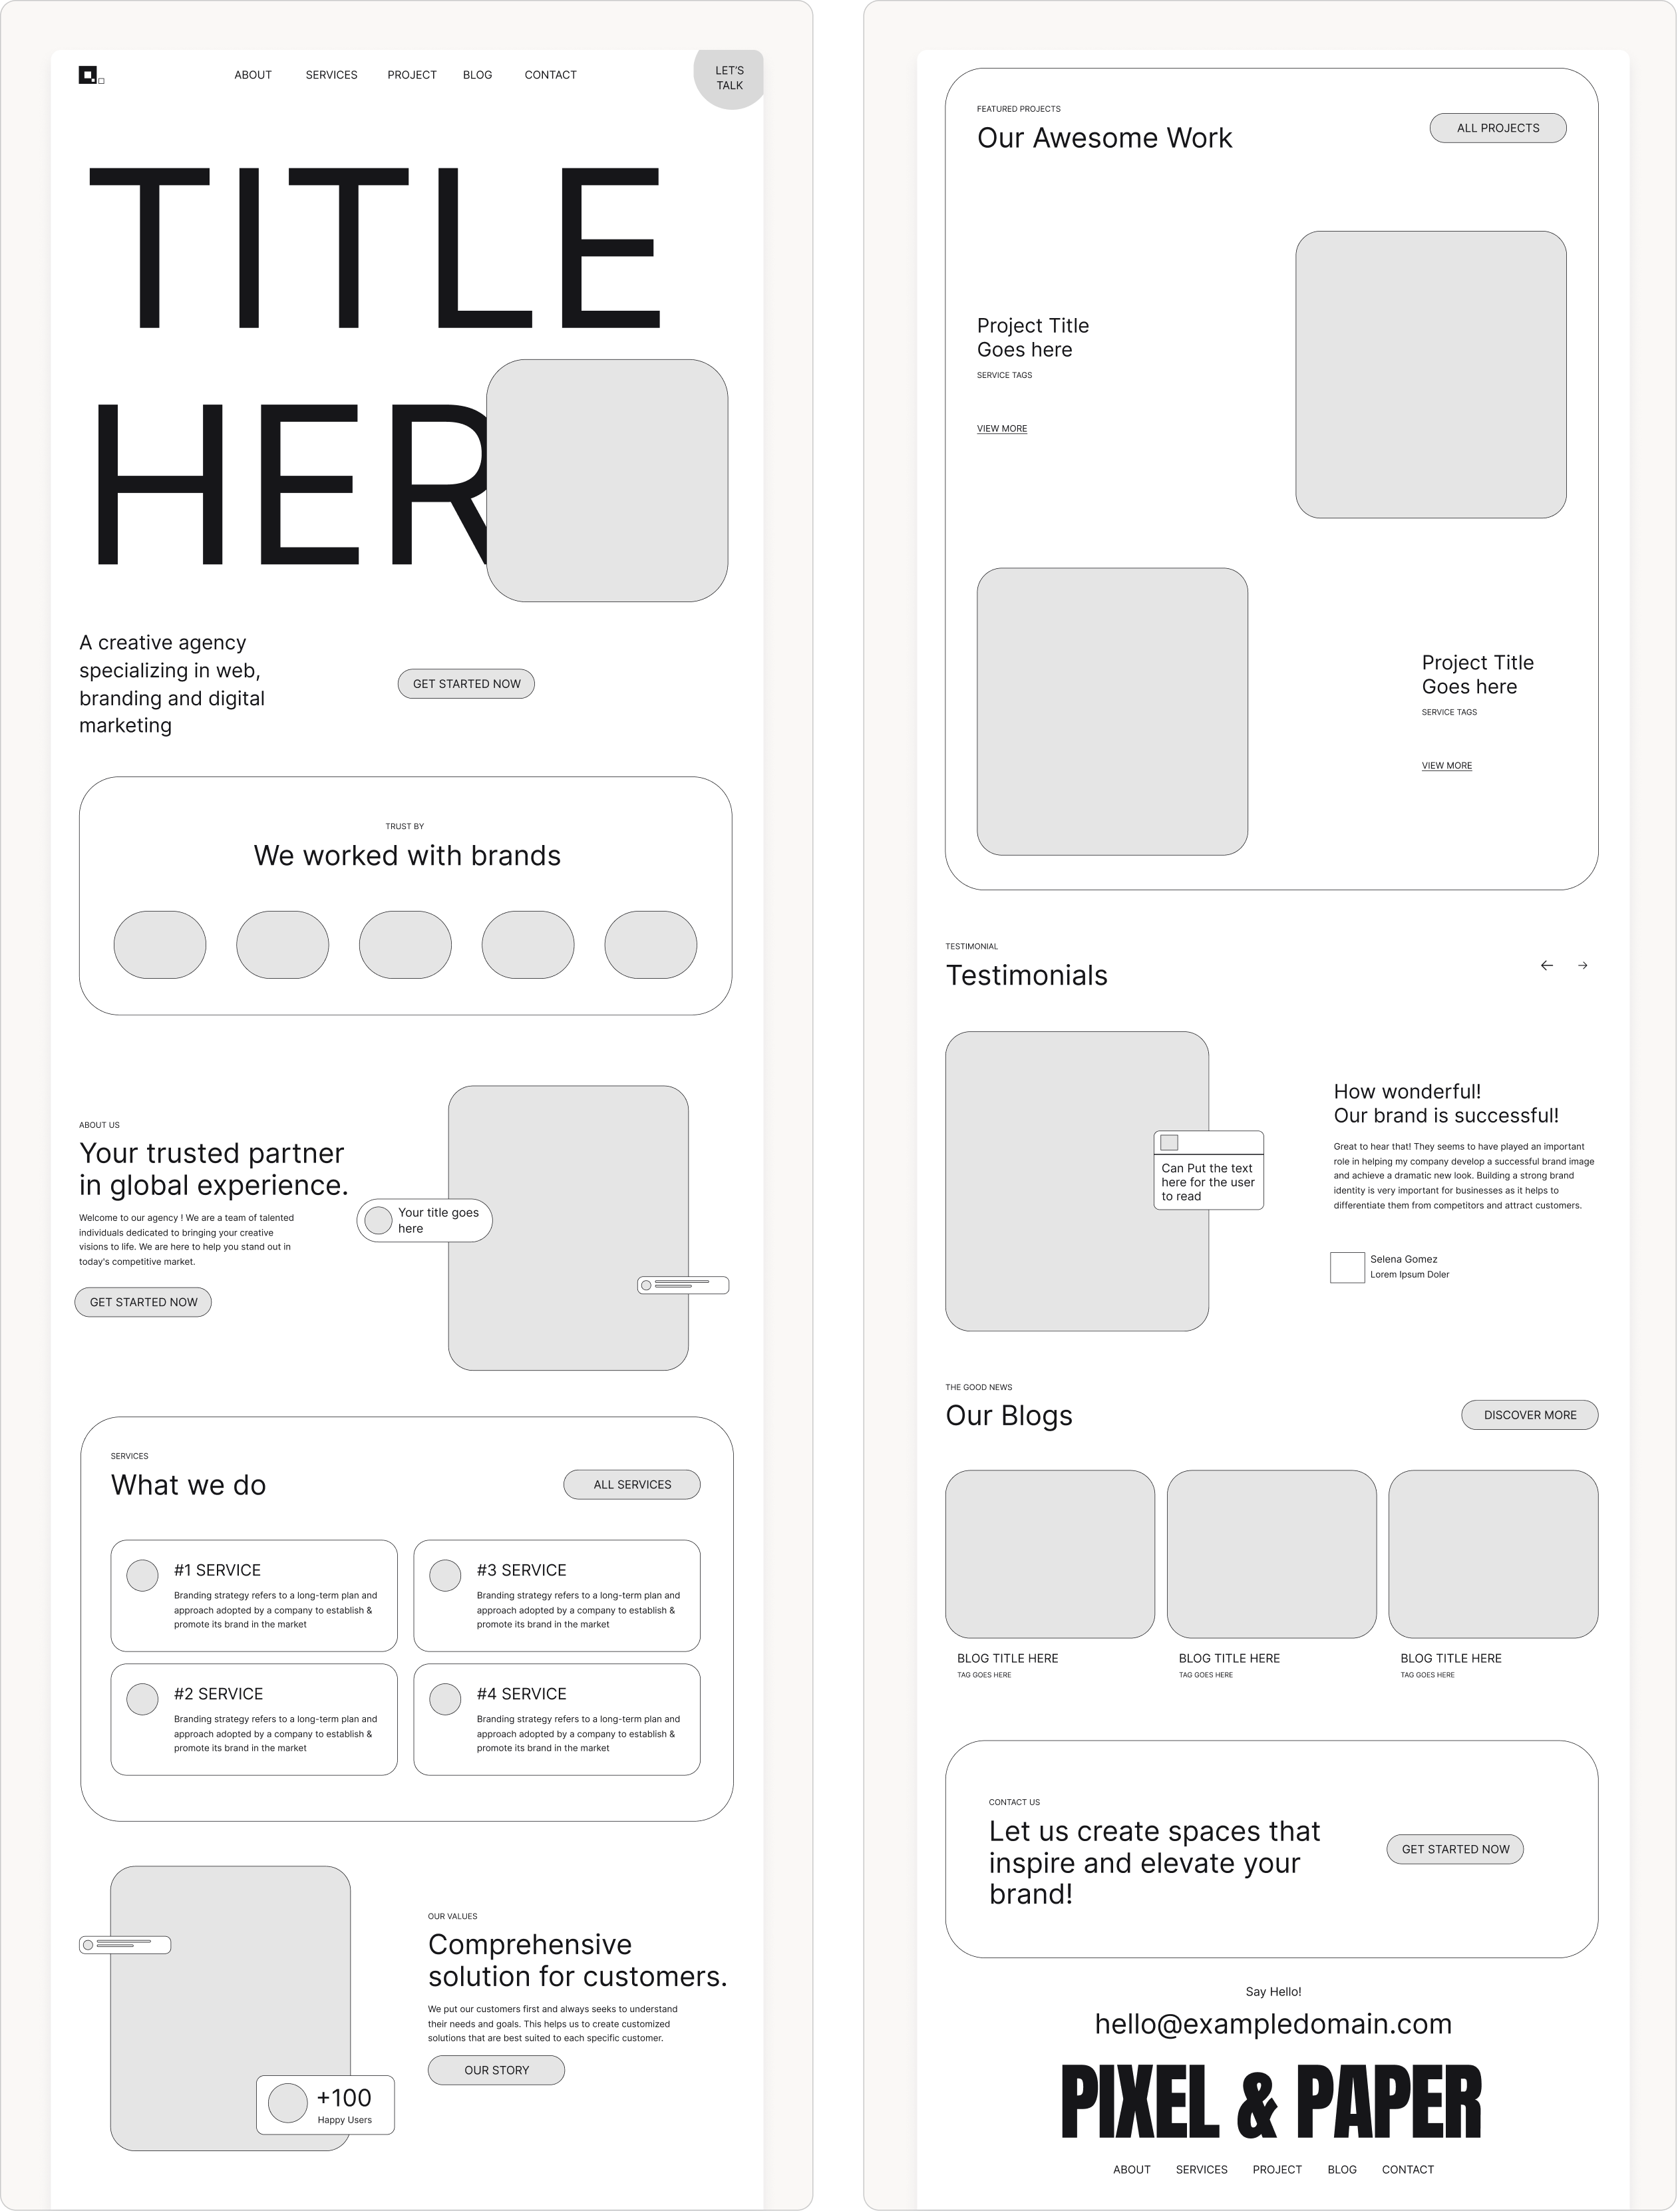 ABOUT SERVICES PROJECT BLOG CONTACT
LET'S
TALK
TITLE
HER
A creative agency
specializing in web,
branding and digital
marketing
GET STARTED NOW
TRUST BY
We worked with brands
ABOUT US
Your trusted partner
in global experience.
Welcome to our agency ! We are a team of talented
individuals dedicated to bringing your creative
visions to life. We are here to help you stand out in
today's competitive market.
GET STARTED NOW
Your title goes
here
SERVICES
What we do
ALL SERVICES
#1 SERVICE
Branding strategy refers to a long-term plan and
approach adopted by a company to establish &
promote its brand in the market
#3 SERVICE
Branding strategy refers to a long-term plan and
approach adopted by a company to establish &
promote its brand in the market
#2 SERVICE
Branding strategy refers to a long-term plan and
approach adopted by a company to establish &
promote its brand in the market
#4 SERVICE
Branding strategy refers to a long-term plan and
approach adopted by a company to establish &
promote its brand in the market
+100
Happy Users
OUR VALUES
Comprehensive
solution for customers.
We put our customers first and always seeks to understand
their needs and goals. This helps us to create customized
solutions that are best suited to each specific customer.
OUR STORY
FEATURED PROJECTS
Our Awesome Work
ALL PROJECTS
Project Title
Goes here
SERVICE TAGS
VIEW MORE
Project Title
Goes here
SERVICE TAGS
VIEW MORE
TESTIMONIAL
Testimonials
Can Put the text
here for the user
to read
How wonderful!
Our brand is successful!
Great to hear that! They seems to have played an important
role in helping my company develop a successful brand image
and achieve a dramatic new look. Building a strong brand
identity is very important for businesses as it helps to
differentiate them from competitors and attract customers.
Selena Gomez
Lorem Ipsum Doler
THE GOOD NEWS
Our Blogs
DISCOVER MORE
BLOG TITLE HERE
TAG GOES HERE
BLOG TITLE HERE
TAG GOES HERE
BLOG TITLE HERE
TAG GOES HERE
CONTACT US
Let us create spaces that
inspire and elevate your
brand!
GET STARTED NOW
Say Hello!
hello@exampledomain.com
PIXEL & PAPER
ABOUT SERVICES PROJECT BLOG CONTACT